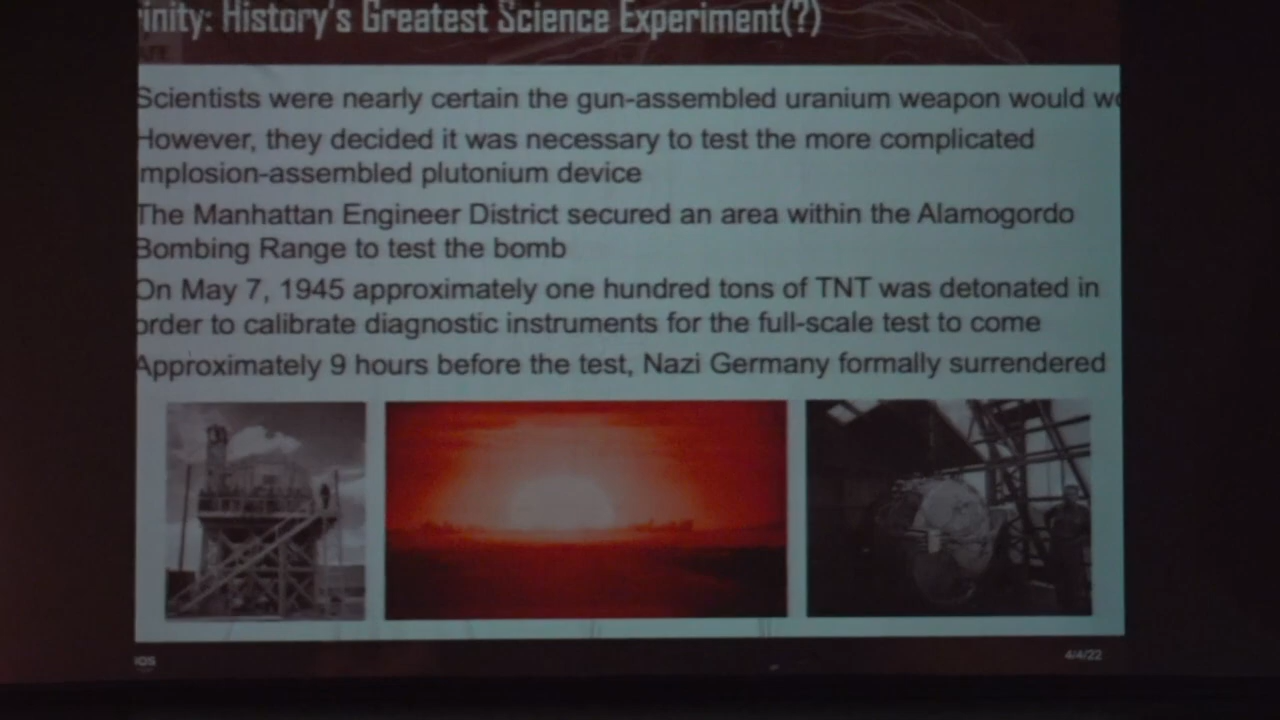 rinity: History's Greatest Science Experiment(?)
Scientists were nearly certain the gun-assembled uranium weapon would wo
However, they decided it was necessary to test the more complicated
mplosion-assembled plutonium device
The Manhattan Engineer District secured an area within the Alamogordo
Bombing Range to test the bomb
On May 7, 1945 approximately one hundred tons of TNT was detonated in
order to calibrate diagnostic instruments for the full-scale test to come
Approximately 9 hours before the test, Nazi Germany formally surrendered
4/4/22